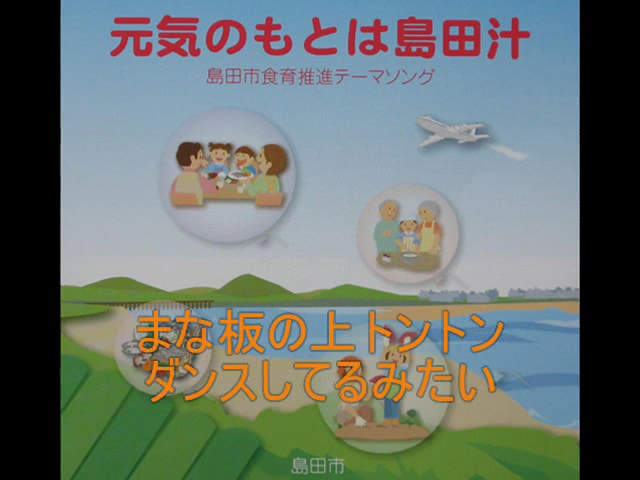 元気のもとは島田汁
島田市食育推進テーマソング
まな板の上トントン
ダンスしてるみたい
島田市